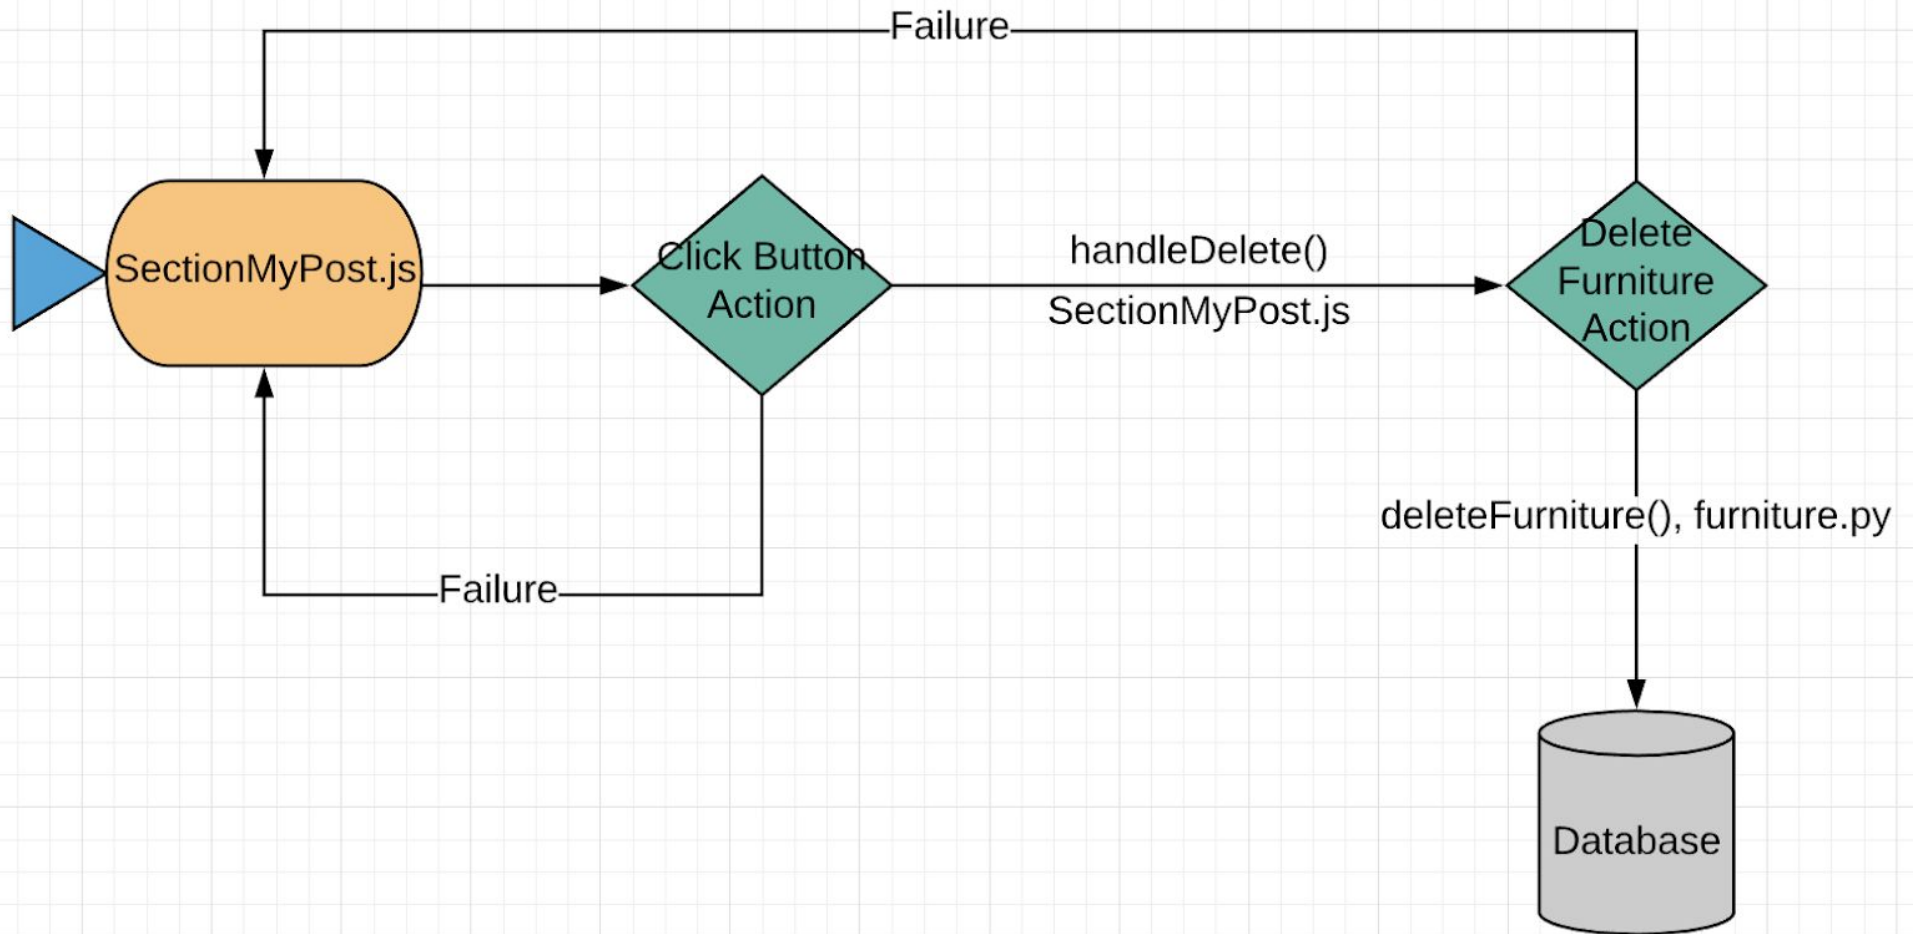 Failure
SectionMyPost.js
Click Button
Action
handleDelete()
SectionMyPost.js
Delete
Furniture
Action
deleteFurniture(), furniture.py
Failure
Database